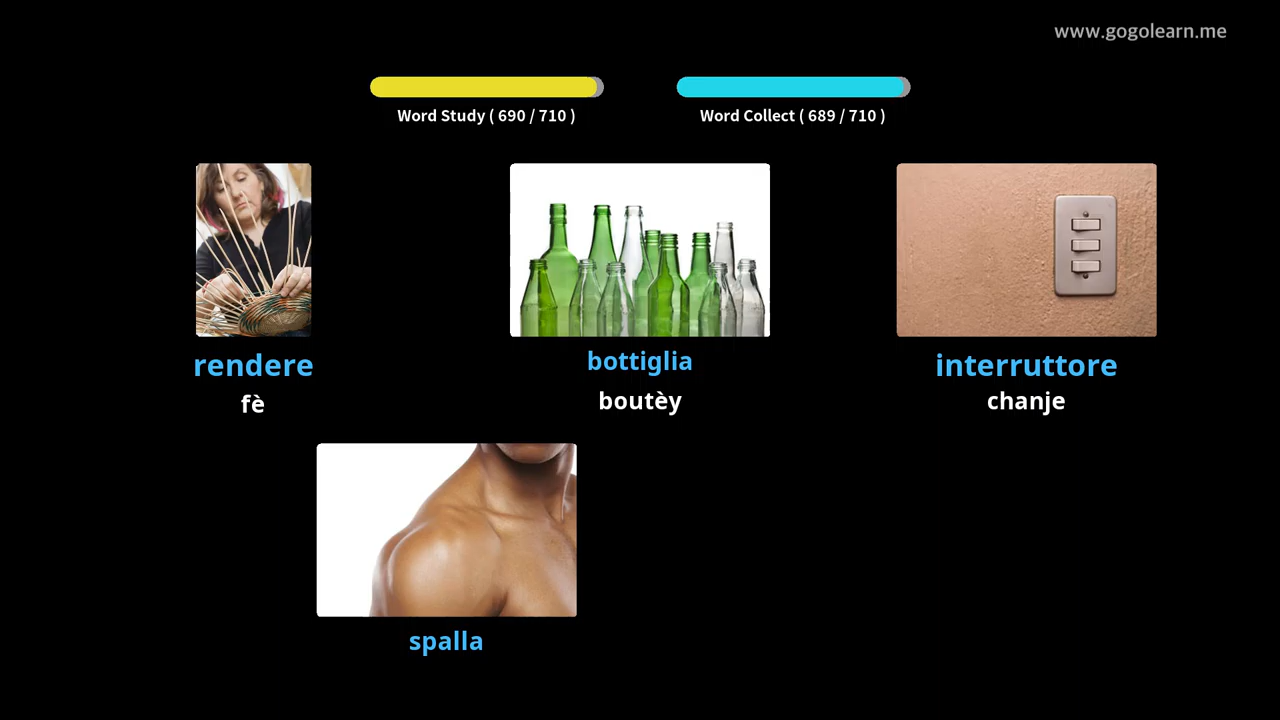 www.gogolearn.me
Word Study ( 690 / 710 )
Word Collect ( 689 / 710 )
rendere
fè
bottiglia
boutèy
interruttore
chanje
spalla